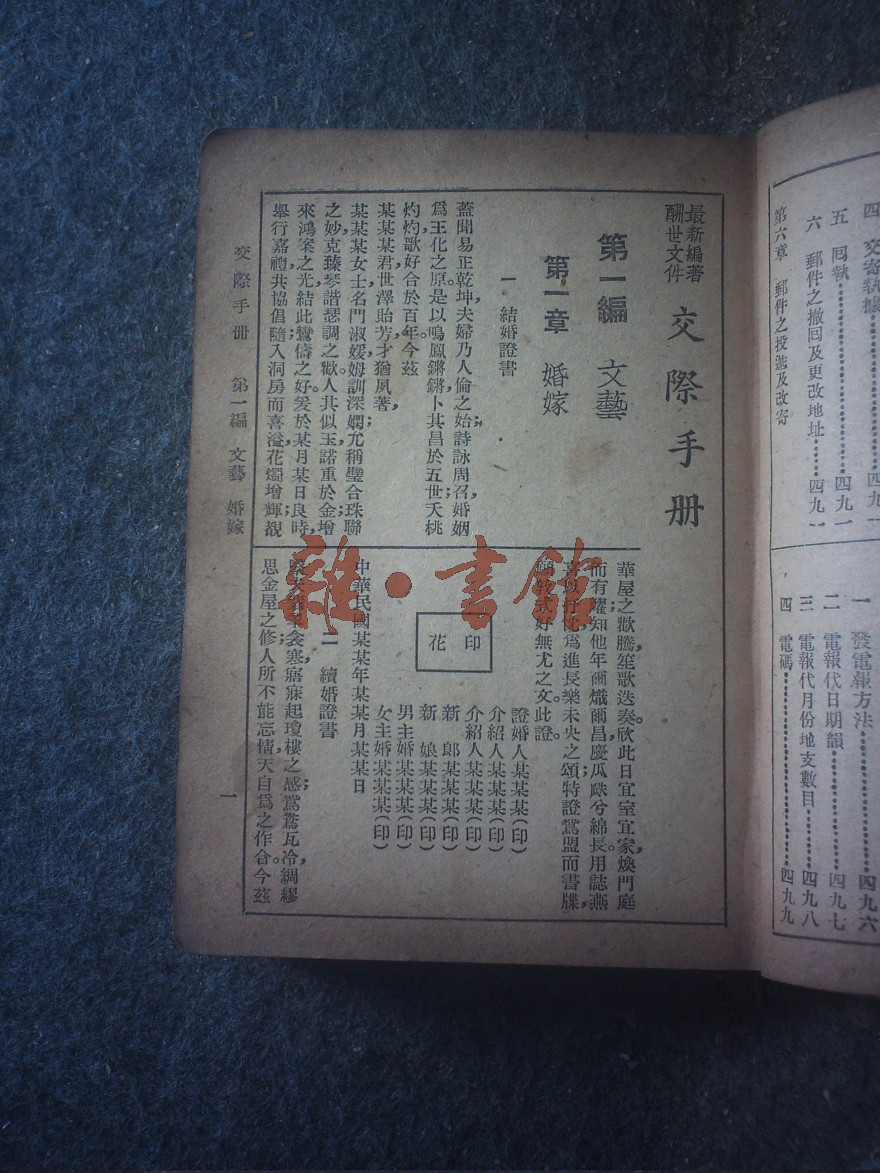 四　交寄執據……四九一
五　囘執……四九一
六　郵件之撤囘及更改地址……四九一
第六章　郵件之投遞及改寄
一　發電報方法……四九六
二　電報代日期韻……四九七
三　電報代月份地支數目……四九八
四　電碼……四九九
最新編著
酬世文件
交際手册
第一編　文藝
第一章　婚嫁
一　結婚證書
蓋聞易正乾坤，夫婦乃人倫之始；詩詠周召，婚姻
爲王化之原。是以鳴鳳鏘鏘，卜其昌於五世；夭桃
灼灼，歌好合於百年。今茲
某某某君，世澤貽芳，才猶夙著；
某某某女士，名門淑媛，姆訓深嫻。尤稱璧合珠聯
之妙，克臻琴諧瑟調之歡。人其似玉，諾重於金；增
來鴻案之光，結此鴛儔之好。爰於某月某日良時，
舉行嘉禮；共協倡隨，入洞房而喜溢，花燭增輝；覩
華屋之歡騰，笙歌迭奏。欣此日宜室宜家，煥門庭
而有燿；知他年爾熾爾昌，慶瓜瓞兮綿長。用誌燕
喜以 爲進長樂未央之頌；特證鴛盟而書牒，
式好無尤之文。此證。
證婚人某某某（印）
介紹人某某某（印）
介紹人某某某（印）
新郎某某某（印）
新娘某某某（印）
男主婚某某某（印）
女主婚某某某（印）
印花
中華民國某某年某某月某某日
二　續婚證書
衾寒，寤寐起瓊樓之感；鴛鴦瓦冷，綢繆
思金屋之修。人所不能忘情，天自爲之作合。今茲
交際手册　第一編　文藝　婚嫁
一
雜·書館